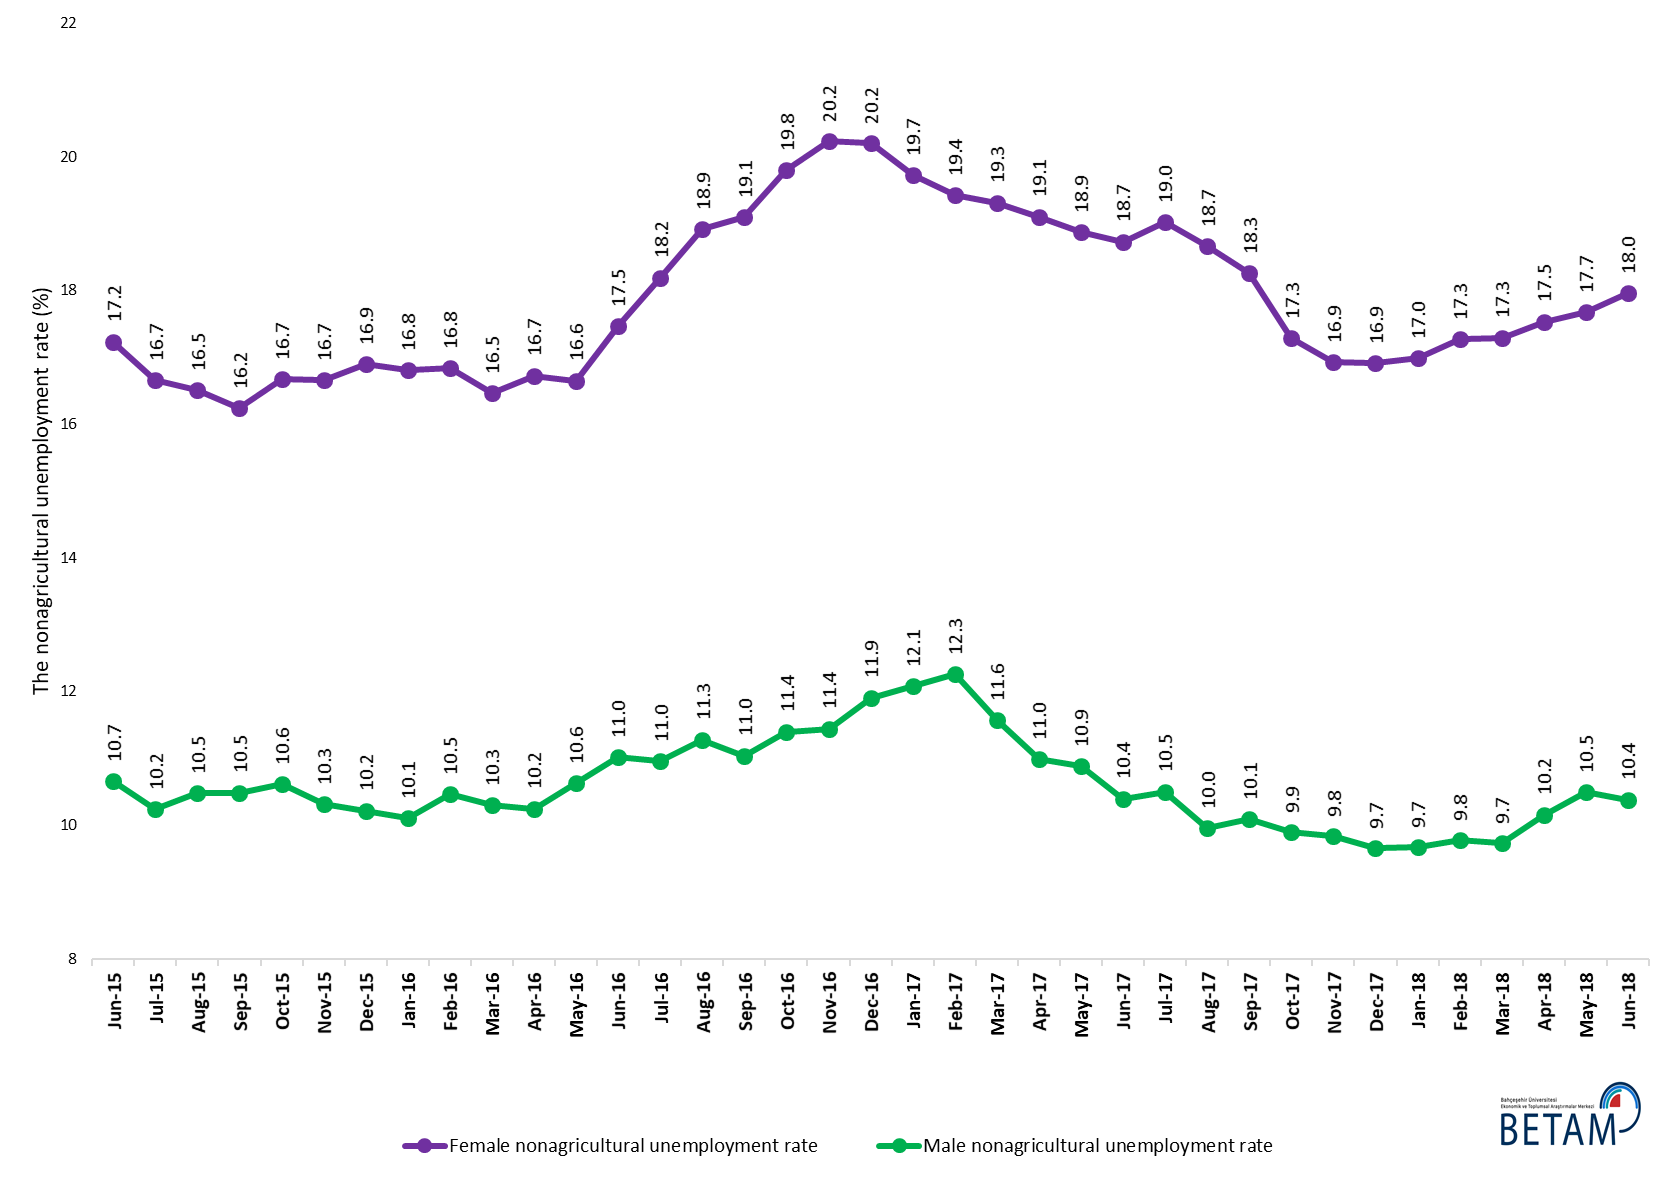 The nonagricultural unemployment rate (%)
22
20
18
16
14
12
10
8
17.2 16.7 16.5 16.2 16.7 16.7 16.9 16.8 16.8 16.5 16.7 16.6 17.5 18.2 18.9 19.1 19.8 20.2 20.2 19.7 19.4 19.3 19.1 18.9 18.7 19.0 18.7 18.3 17.3 16.9 16.9 17.0 17.3 17.3 17.5 17.7 18.0
10.7 10.2 10.5 10.5 10.6 10.3 10.2 10.1 10.5 10.3 10.2 10.6 11.0 11.0 11.3 11.0 11.4 11.4 11.9 12.1 12.3 11.6 11.0 10.9 10.4 10.5 10.0 10.1 9.9 9.8 9.7 9.7 9.8 9.7 10.2 10.5 10.4
Jun-15 Jul-15 Aug-15 Sep-15 Oct-15 Nov-15 Dec-15 Jan-16 Feb-16 Mar-16 Apr-16 May-16 Jun-16 Jul-16 Aug-16 Sep-16 Oct-16 Nov-16 Dec-16 Jan-17 Feb-17 Mar-17 Apr-17 May-17 Jun-17 Jul-17 Aug-17 Sep-17 Oct-17 Nov-17 Dec-17 Jan-18 Feb-18 Mar-18 Apr-18 May-18 Jun-18
Female nonagricultural unemployment rate
Male nonagricultural unemployment rate
Bahçeşehir Üniversitesi
Ekonomik ve Toplumsal Araştırmalar Merkezi
BETAM